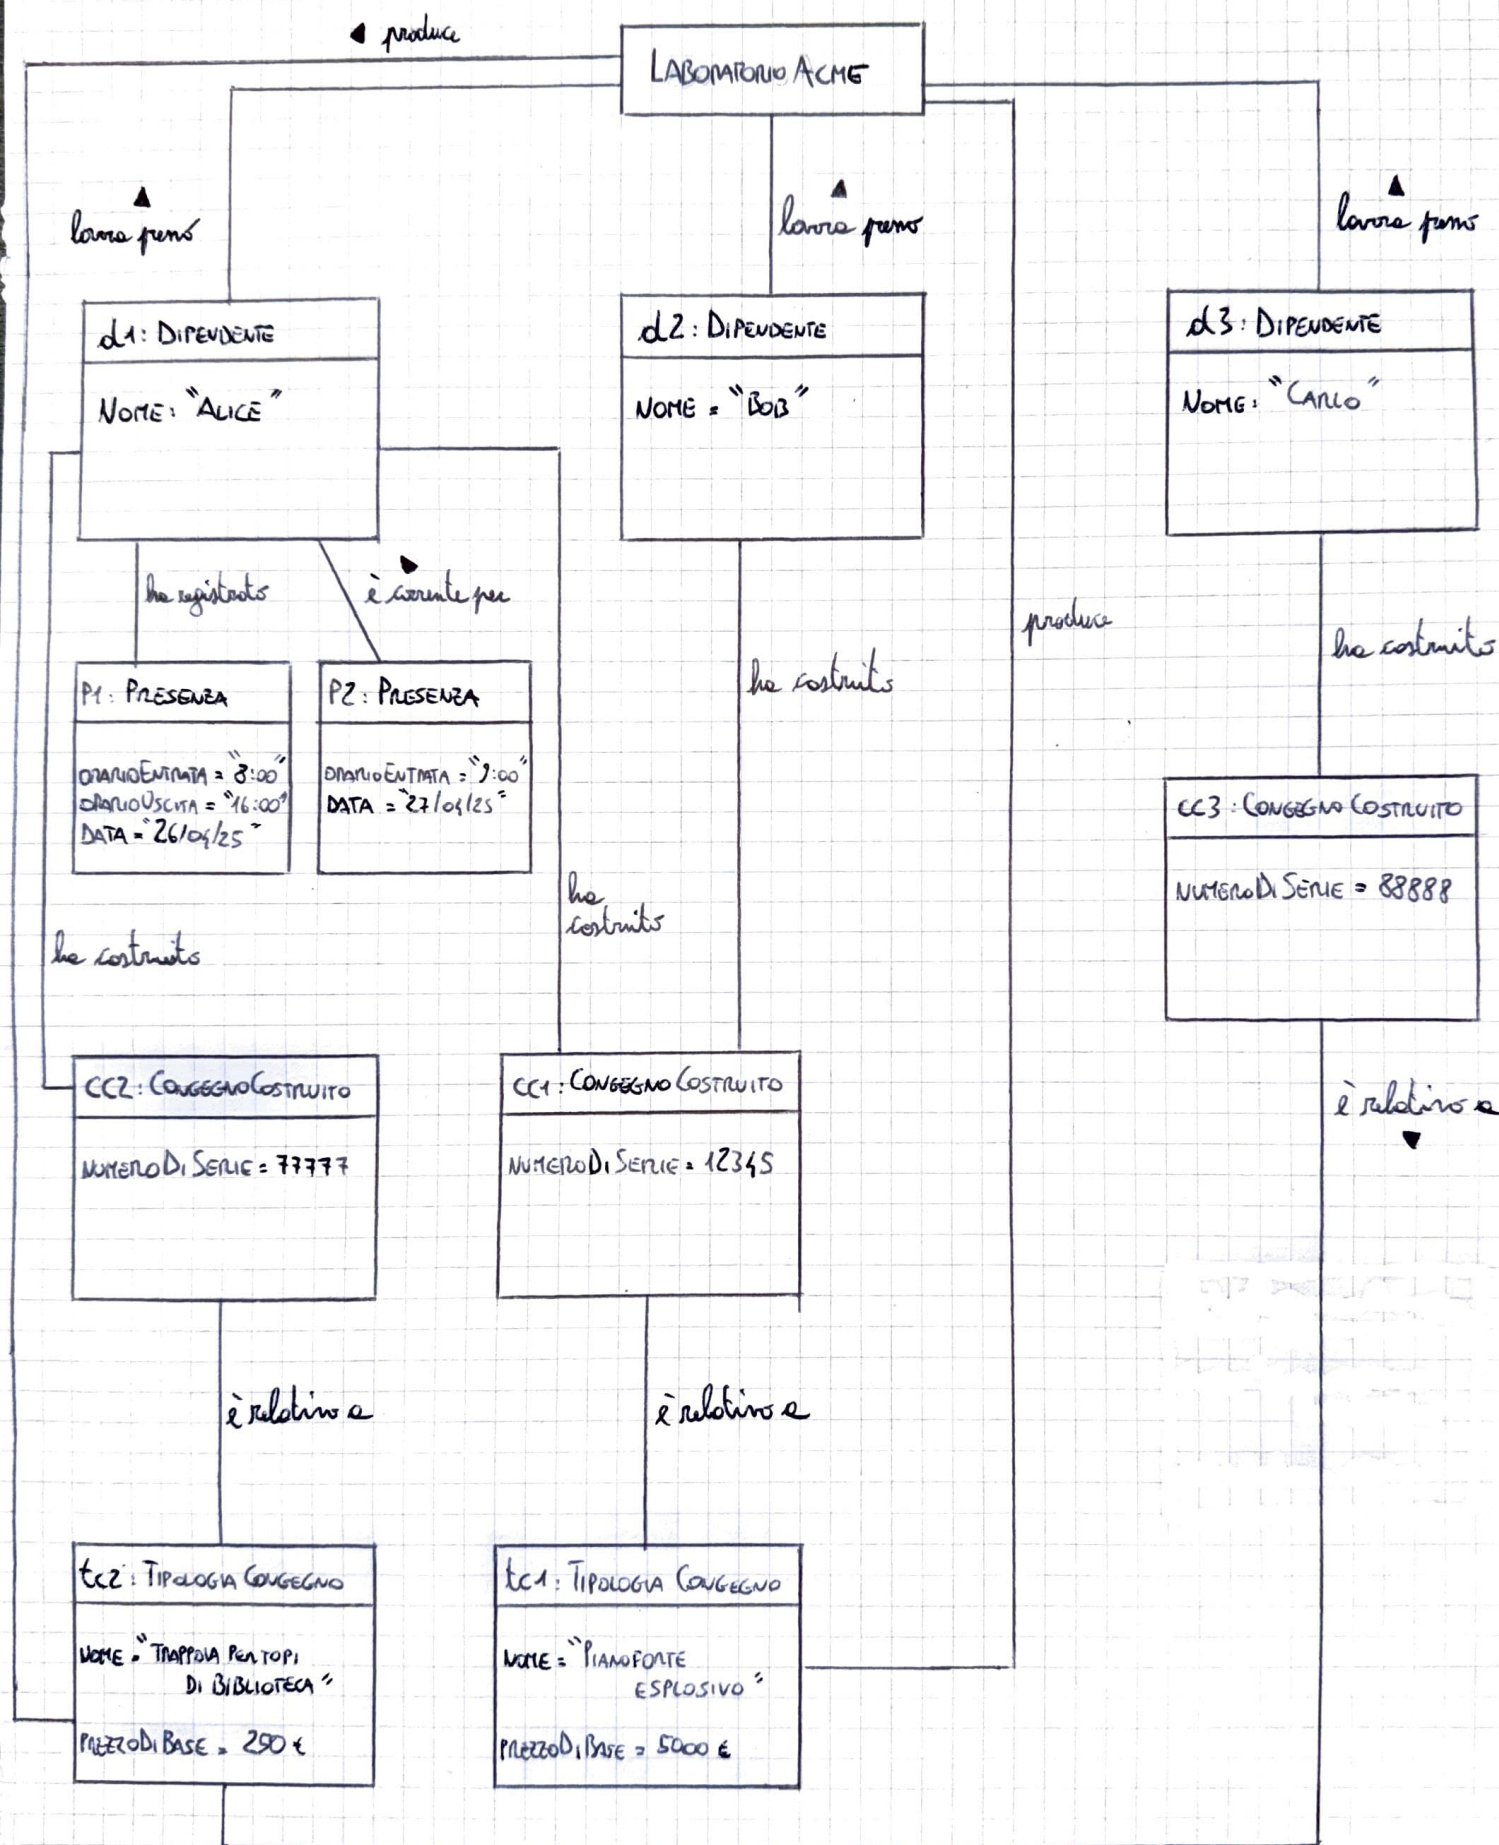 ◀ produce
LABORATORIO ACME
▲
lavora presso
▲
lavora presso
▲
lavora presso
d1: DIPENDENTE
NOME: "ALICE"
d2: DIPENDENTE
NOME = "BOB"
d3: DIPENDENTE
NOME: "CARLO"
ha registrato
è corrente per
produce
ha costruito
ha costruito
P1: PRESENZA
ORARIOENTRATA = "8:00"
ORARIOUSCITA = "16:00"
DATA = "26/04/25"
P2: PRESENZA
ORARIOENTRATA = "9:00"
DATA = "27/04/25"
CC3: CONGEGNO COSTRUITO
NUMERODISERIE = 88888
ha
costruito
ha costruito
CC2: CONGEGNOCOSTRUITO
NUMERODISERIE = 77777
CC1: CONGEGNO COSTRUITO
NUMERODISERIE = 12345
è relativo a
▼
è relativo a
è relativo a
tc2: TIPOLOGIA CONGEGNO
NOME = "TRAPPOLA PER TOPI
DI BIBLIOTECA"
PREZZODIBASE = 250 €
tc1: TIPOLOGIA CONGEGNO
NOME = "PIANOFORTE
ESPLOSIVO"
PREZZODIBASE = 5000 €